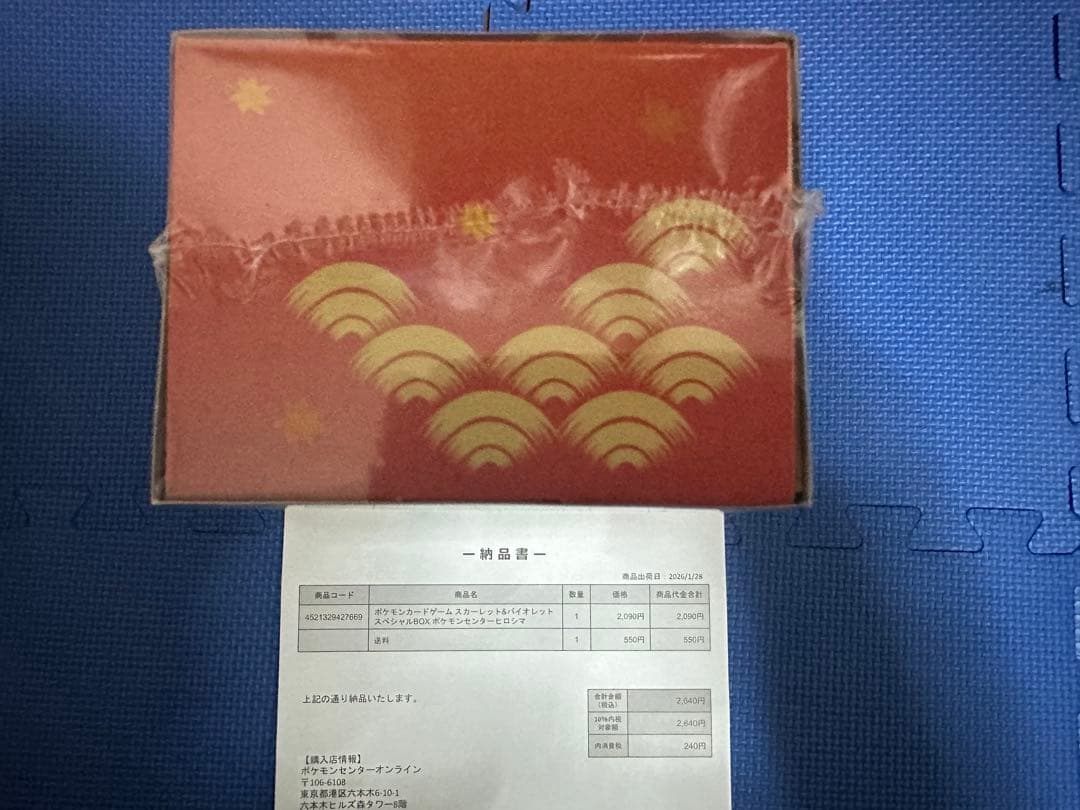 ー納品書ー
商品出荷日：2026/1/28
商品コード 商品名 数量 価格 商品代金合計
4521329427669 ポケモンカードゲーム スカーレット&バイオレット 1 2,090円 2,090円
スペシャルBOX ポケモンセンターヒロシマ
送料 1 550円 550円
上記の通り納品いたします。
合計金額
(税込) 2,640円
10%内税
対象額 2,640円
内消費税 240円
【購入店情報】
ポケモンセンターオンライン
〒106-6108
東京都港区六本木6-10-1
六本木ヒルズ森タワー8階